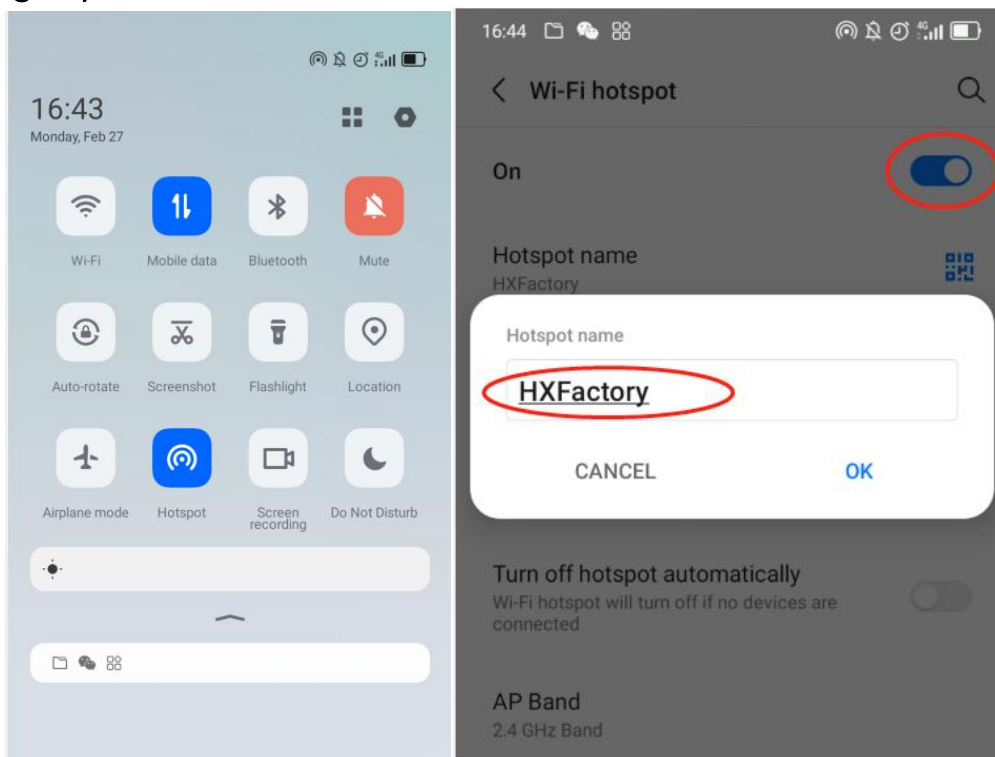 16:43
Monday, Feb 27
Wi-Fi
Mobile data
Bluetooth
Mute
Auto-rotate
Screenshot
Flashlight
Location
Airplane mode
Hotspot
Screen
recording
Do Not Disturb
16:44
4G
Wi-Fi hotspot
On
Hotspot name
HXFactory
Hotspot name
HXFactory
CANCEL
OK
Turn off hotspot automatically
Wi-Fi hotspot will turn off if no devices are
connected
AP Band
2.4 GHz Band